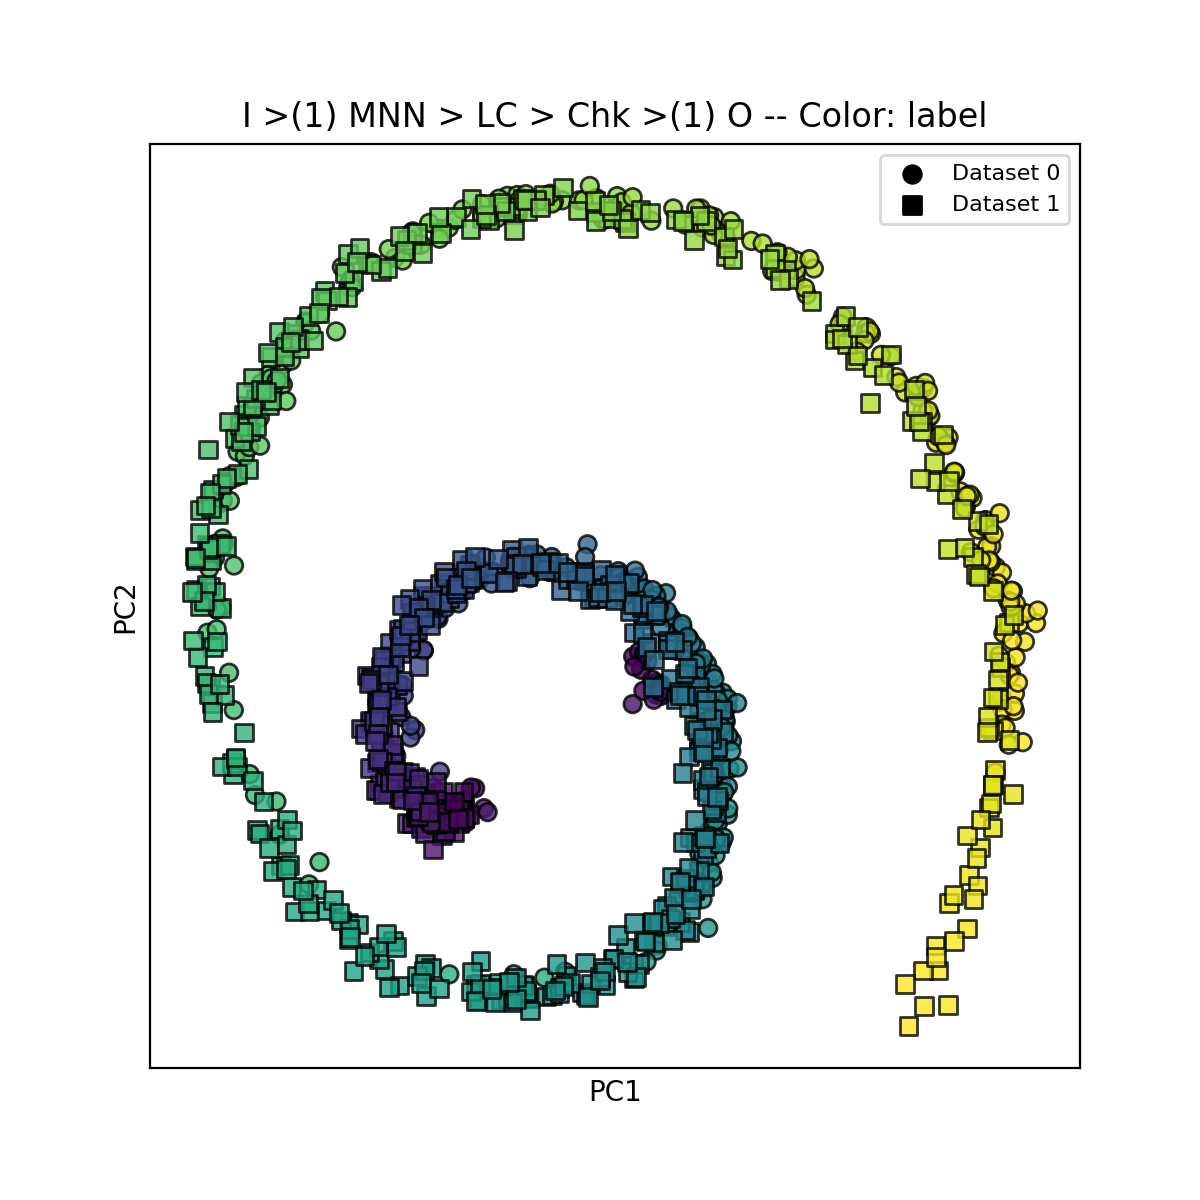 I >(1) MNN > LC > Chk >(1) O -- Color: label
Dataset 0
Dataset 1
PC2
PC1